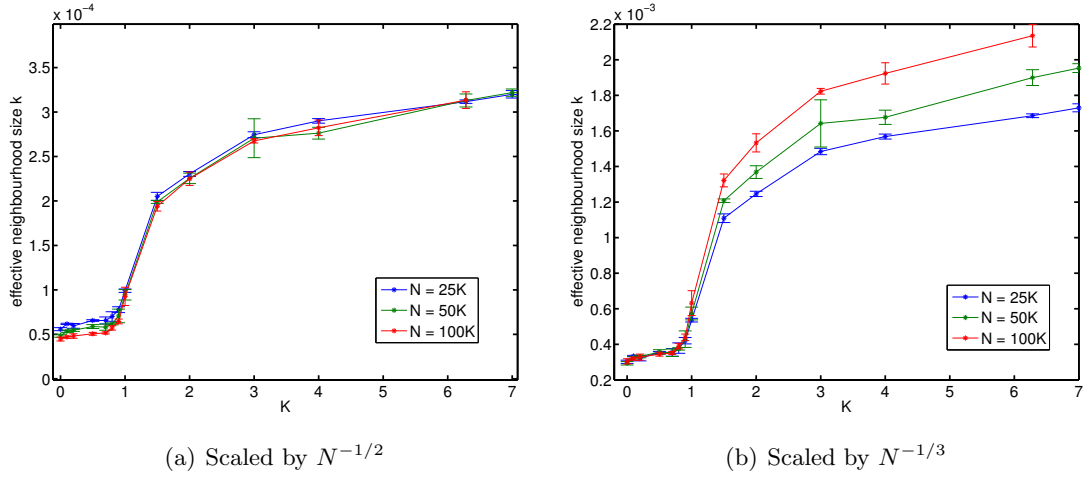 x 10⁻⁴
effective neighbourhood size k
3.5
3
2.5
2
1.5
1
0.5
0
0 1 2 3 4 5 6 7
K
N = 25K
N = 50K
N = 100K
(a) Scaled by N^{-1/2}
x 10⁻³
effective neighbourhood size k
2.2
2
1.8
1.6
1.4
1.2
1
0.8
0.6
0.4
0.2
0 1 2 3 4 5 6 7
K
N = 25K
N = 50K
N = 100K
(b) Scaled by N^{-1/3}